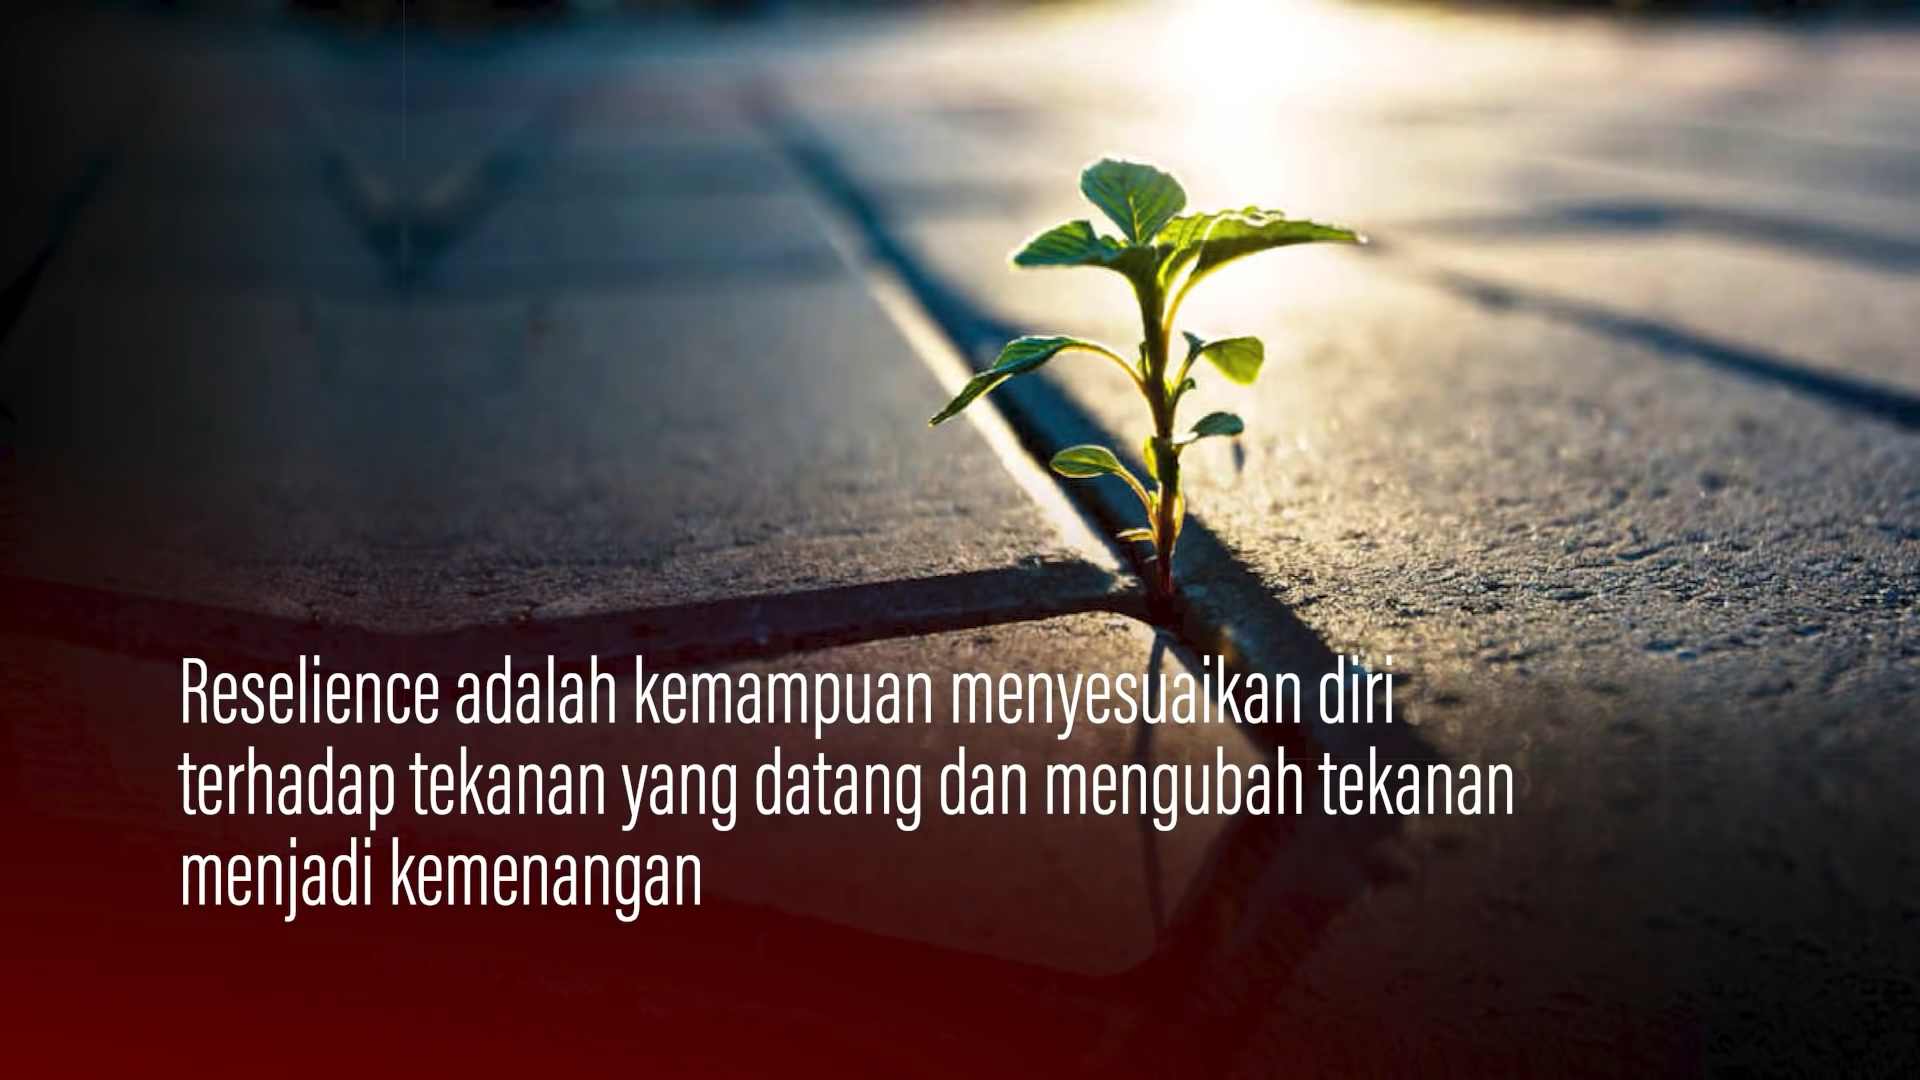 Reselience adalah kemampuan menyesuaikan diri
terhadap tekanan yang datang dan mengubah tekanan
menjadi kemenangan